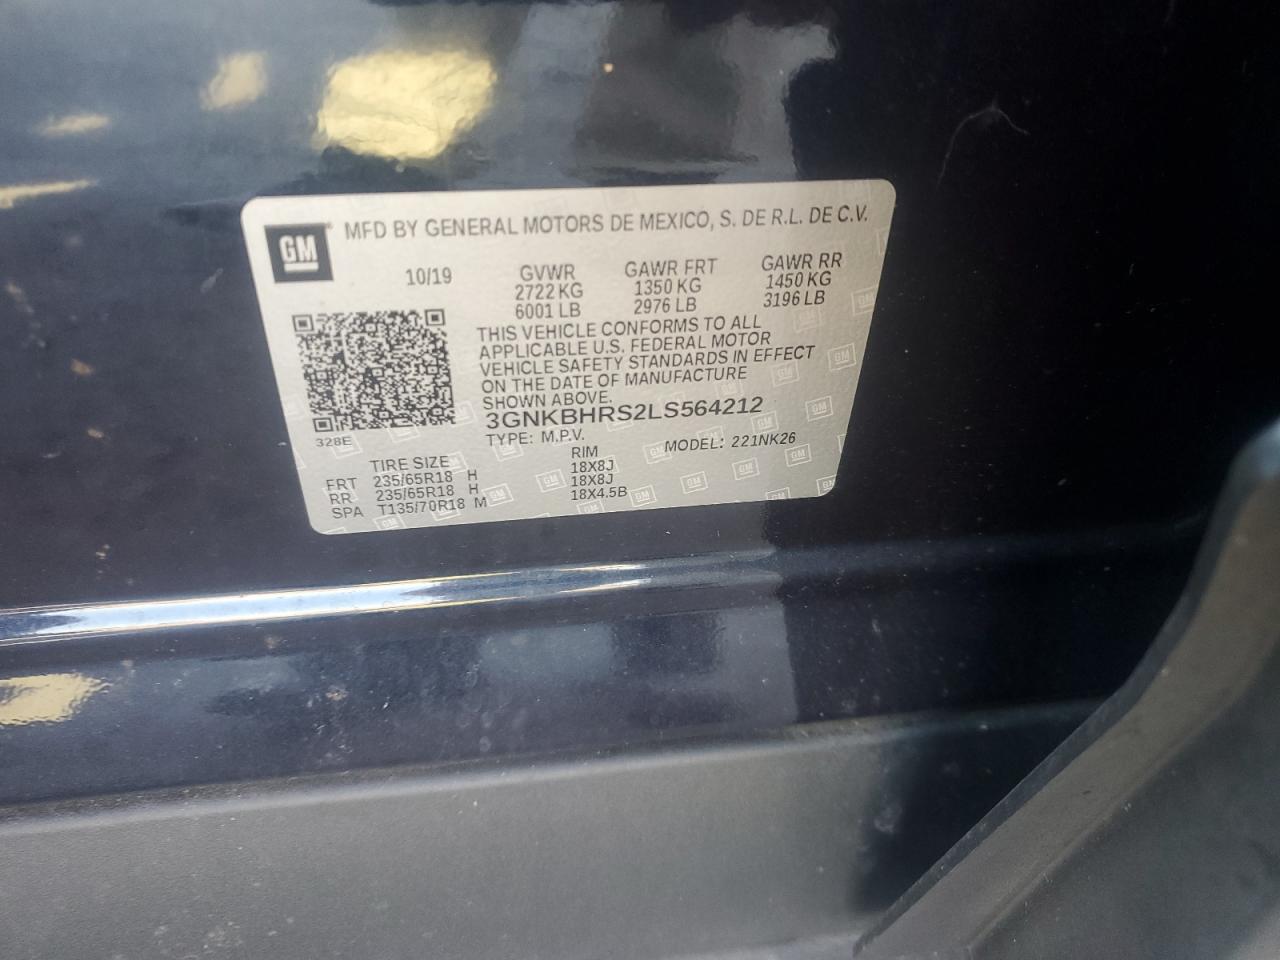 GM MFD BY GENERAL MOTORS DE MEXICO, S. DE R.L. DE C.V.
10/19 GVWR GAWR FRT GAWR RR
2722 KG 1350 KG 1450 KG
6001 LB 2976 LB 3196 LB
THIS VEHICLE CONFORMS TO ALL
APPLICABLE U.S. FEDERAL MOTOR
VEHICLE SAFETY STANDARDS IN EFFECT
ON THE DATE OF MANUFACTURE
SHOWN ABOVE.
3GNKBHRS2LS564212
328E TYPE: M.P.V. MODEL: 221NK26
TIRE SIZE RIM
FRT 235/65R18 H 18X8J
RR 235/65R18 H 18X8J
SPA T135/70R18 M 18X4.5B